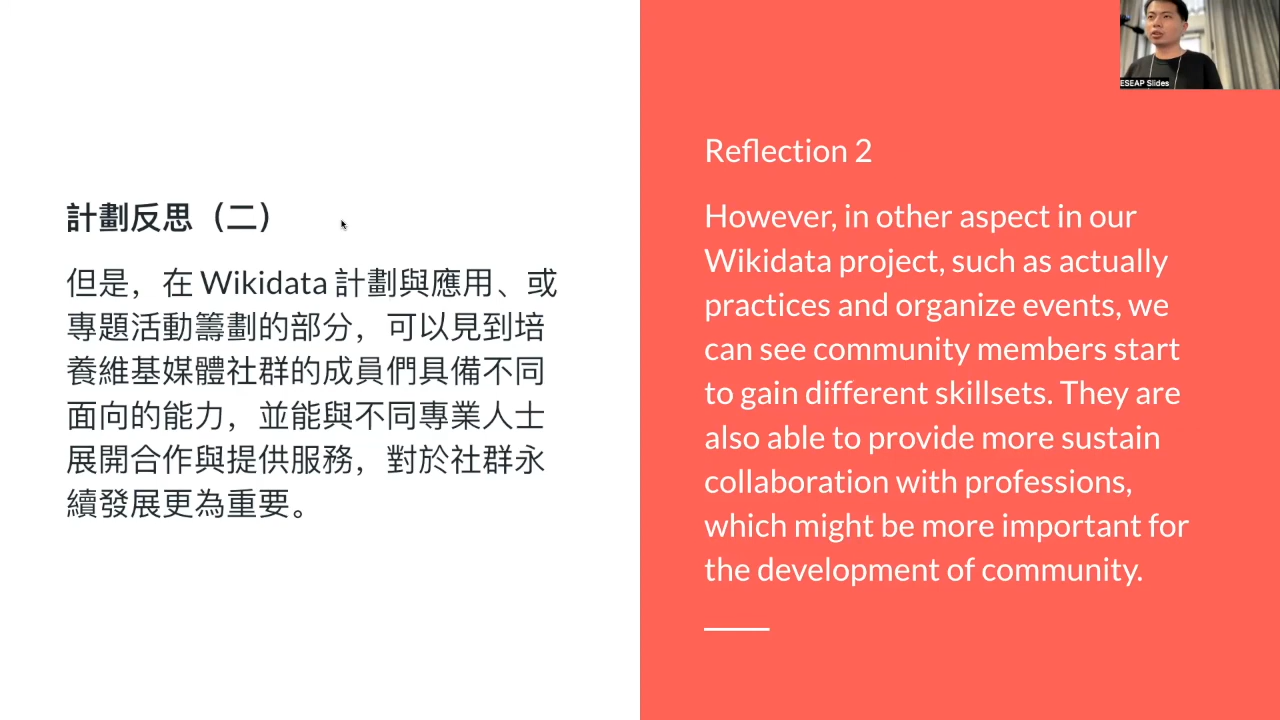 計劃反思（二）
但是，在 Wikidata 計劃與應用、或
專題活動籌劃的部分，可以見到培
養維基媒體社群的成員們具備不同
面向的能力，並能與不同專業人士
展開合作與提供服務，對於社群永
續發展更為重要。
Reflection 2
However, in other aspect in our
Wikidata project, such as actually
practices and organize events, we
can see community members start
to gain different skillsets. They are
also able to provide more sustain
collaboration with professions,
which might be more important for
the development of community.
ESEAP Slides